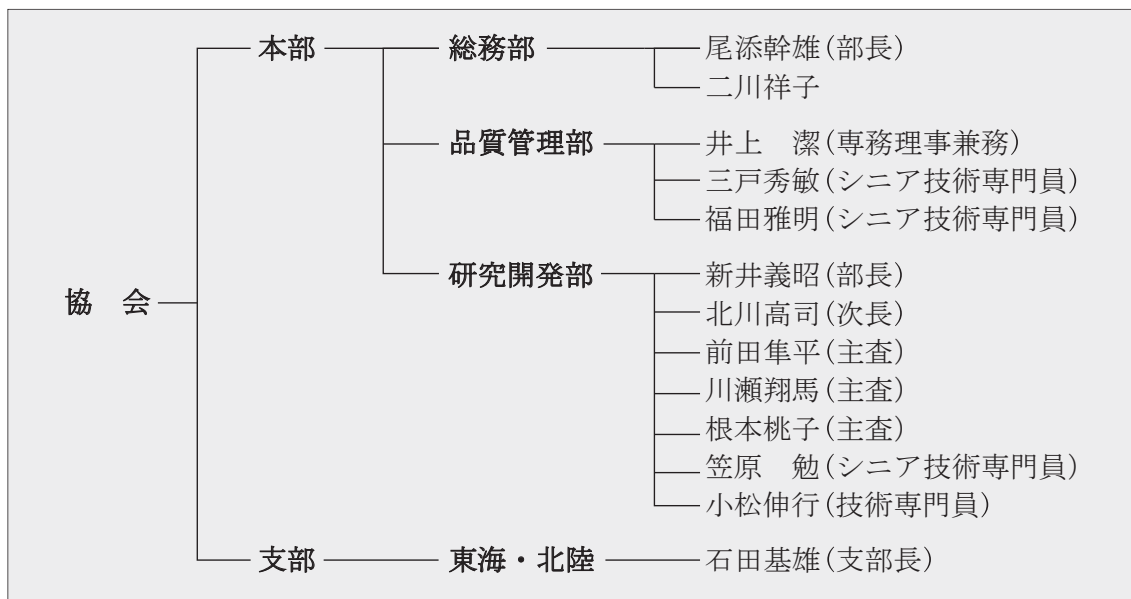 協　会
本部
総務部
尾添幹雄(部長)
二川祥子
品質管理部
井上　潔(専務理事兼務)
三戸秀敏(シニア技術専門員)
福田雅明(シニア技術専門員)
研究開発部
新井義昭(部長)
北川高司(次長)
前田隼平(主査)
川瀬翔馬(主査)
根本桃子(主査)
笠原　勉(シニア技術専門員)
小松伸行(技術専門員)
支部
東海・北陸
石田基雄(支部長)